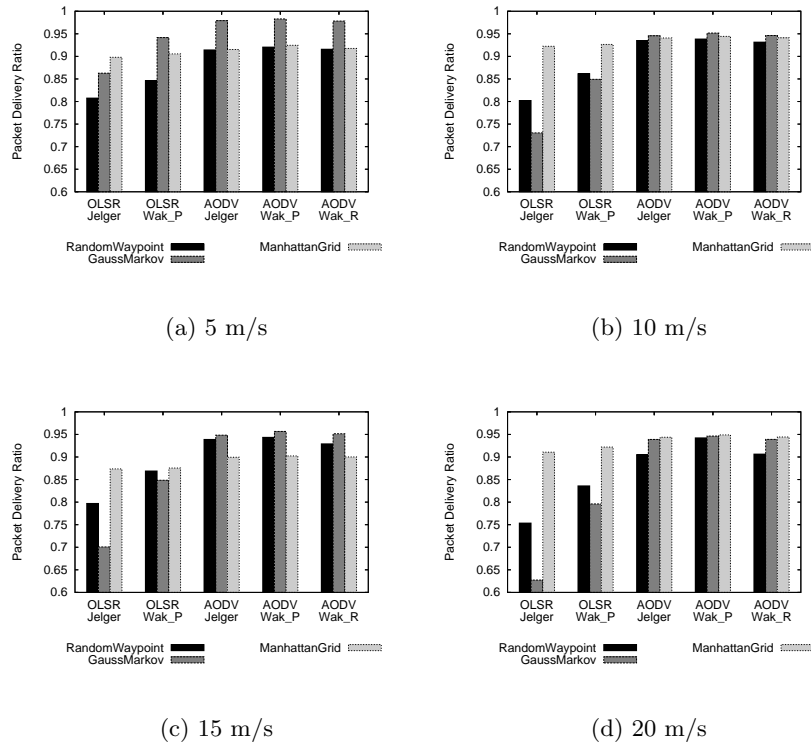 Packet Delivery Ratio
1
0.95
0.9
0.85
0.8
0.75
0.7
0.65
0.6
OLSR Jelger
OLSR Wak_P
AODV Jelger
AODV Wak_P
AODV Wak_R
RandomWaypoint
GaussMarkov
ManhattanGrid
(a) 5 m/s
Packet Delivery Ratio
1
0.95
0.9
0.85
0.8
0.75
0.7
0.65
0.6
OLSR Jelger
OLSR Wak_P
AODV Jelger
AODV Wak_P
AODV Wak_R
RandomWaypoint
GaussMarkov
ManhattanGrid
(b) 10 m/s
Packet Delivery Ratio
1
0.95
0.9
0.85
0.8
0.75
0.7
0.65
0.6
OLSR Jelger
OLSR Wak_P
AODV Jelger
AODV Wak_P
AODV Wak_R
RandomWaypoint
GaussMarkov
ManhattanGrid
(c) 15 m/s
Packet Delivery Ratio
1
0.95
0.9
0.85
0.8
0.75
0.7
0.65
0.6
OLSR Jelger
OLSR Wak_P
AODV Jelger
AODV Wak_P
AODV Wak_R
RandomWaypoint
GaussMarkov
ManhattanGrid
(d) 20 m/s